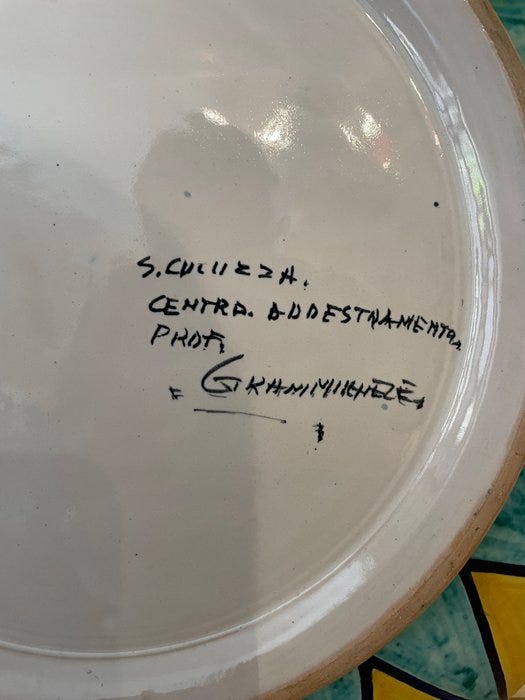 S. CUCUZZA.
CENTRO. ADDESTRAMENTO.
PROF.
GRAMMICHELE.